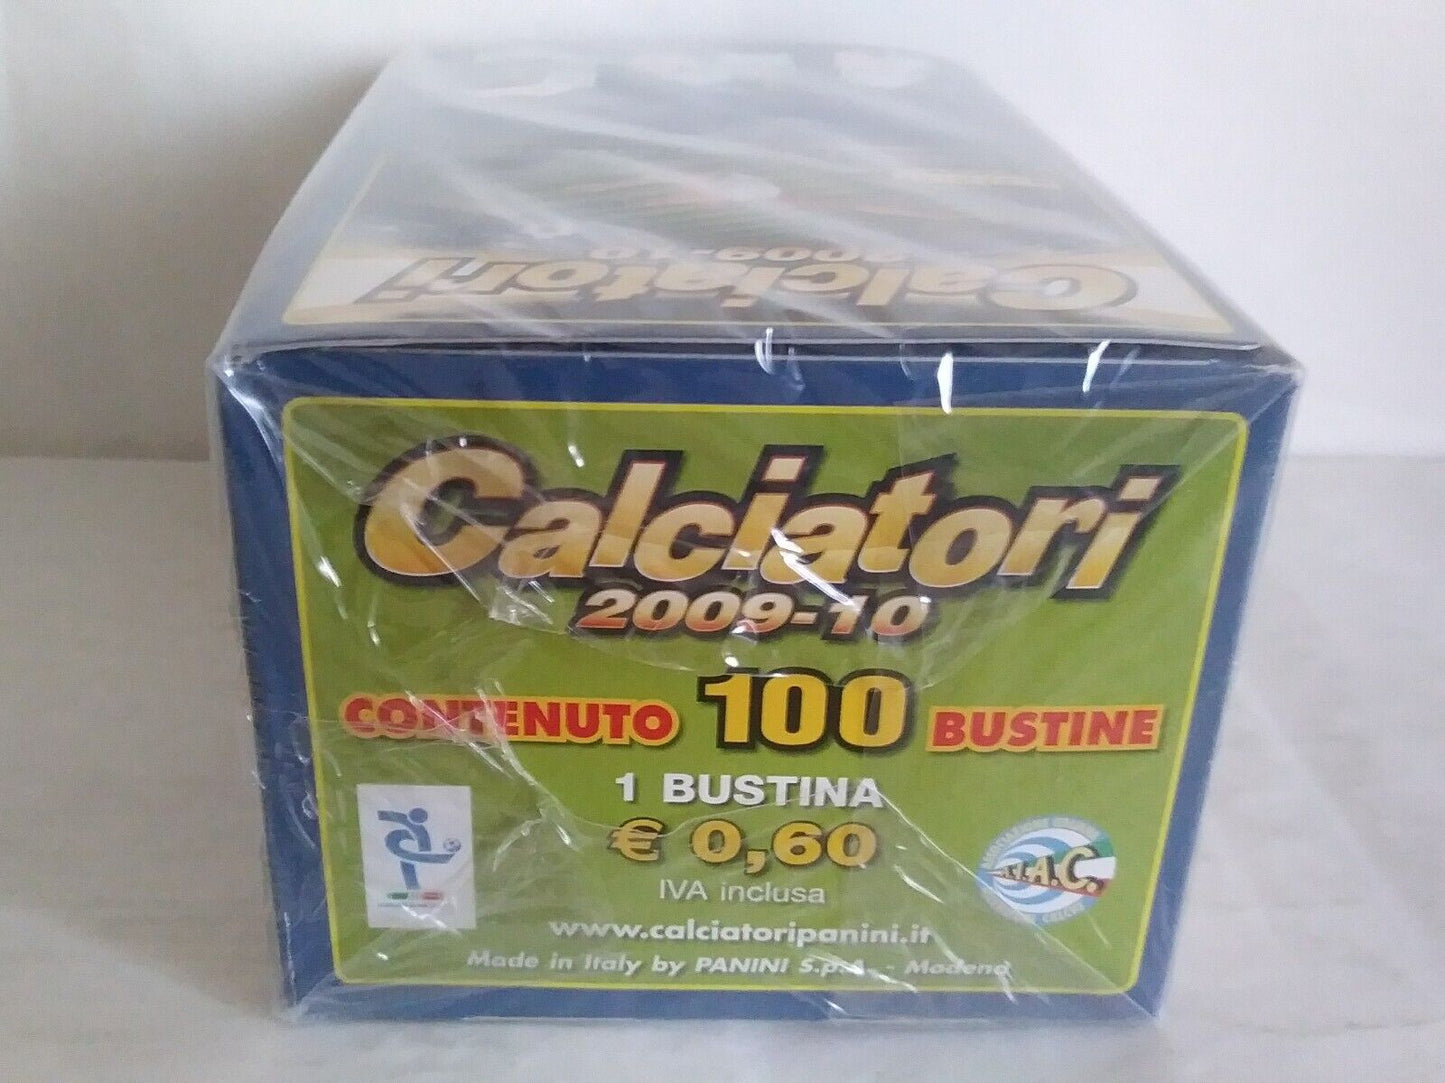 Calciatori
2009-10
Calciatori
2009-10
CONTENUTO 100 BUSTINE
1 BUSTINA
€ 0,60
IVA inclusa
A.I.A.C.
www.calciatoripanini.it
Made in Italy by PANINI S.p.A. - Modena